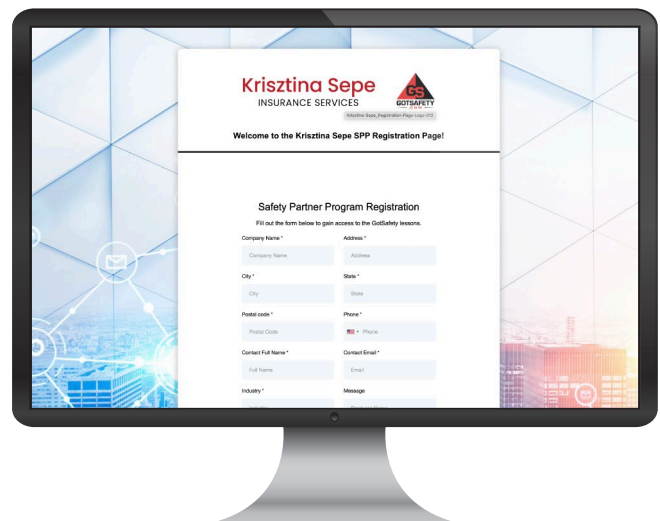 Krisztina Sepe
INSURANCE SERVICES
GS
GOTSAFETY
.COM
Krisztina Sepe_Registration-Page-Logo-012
Welcome to the Krisztina Sepe SPP Registration Page!
Safety Partner Program Registration
Fill out the form below to gain access to the GotSafety lessons.
Company Name * Address *
Company Name Address
City * State *
City State
Postal code * Phone *
Postal Code Phone
Contact Full Name * Contact Email *
Full Name Email
Industry * Message